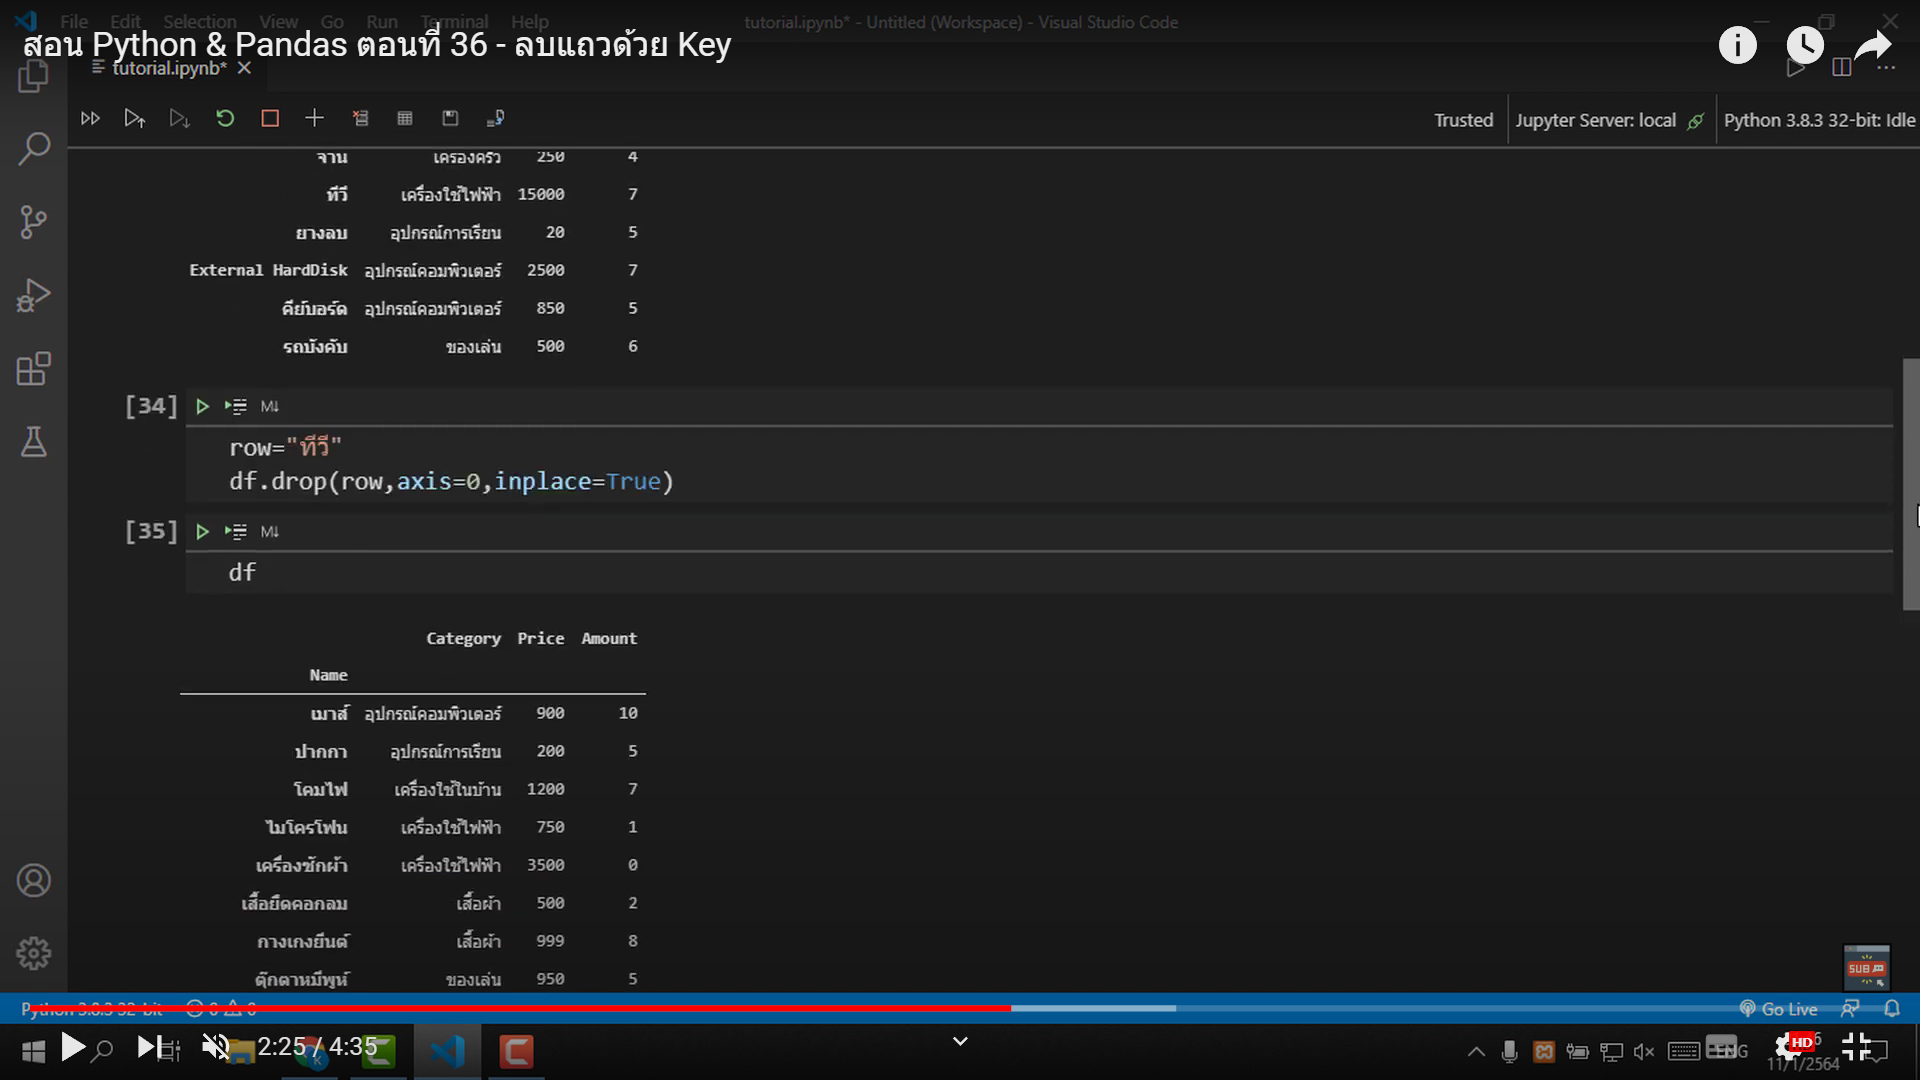 File Edit Selection View Go Run Terminal Help tutorial.ipynb* - Untitled (Workspace) - Visual Studio Code
สอน Python & Pandas ตอนที่ 36 - ลบแถวด้วย Key
tutorial.ipynb*
Trusted Jupyter Server: local Python 3.8.3 32-bit: Idle
จาน เครื่องครัว 250 4
ทีวี เครื่องใช้ไฟฟ้า 15000 7
ยางลบ อุปกรณ์การเรียน 20 5
External HardDisk อุปกรณ์คอมพิวเตอร์ 2500 7
คีย์บอร์ด อุปกรณ์คอมพิวเตอร์ 850 5
รถบังคับ ของเล่น 500 6
[34] M↓
row="ทีวี"
df.drop(row,axis=0,inplace=True)
[35] M↓
df
Category Price Amount
Name
เมาส์ อุปกรณ์คอมพิวเตอร์ 900 10
ปากกา อุปกรณ์การเรียน 200 5
โคมไฟ เครื่องใช้ในบ้าน 1200 7
ไมโครโฟน เครื่องใช้ไฟฟ้า 750 1
เครื่องซักผ้า เครื่องใช้ไฟฟ้า 3500 0
เสื้อยืดคอกลม เสื้อผ้า 500 2
กางเกงยีนต์ เสื้อผ้า 999 8
ตุ๊กตาหมีพูห์ ของเล่น 950 5
SUB
Python 3.8.3 32-bit 0 0 Go Live
2:25 / 4:35 ENG HD
11/1/2564